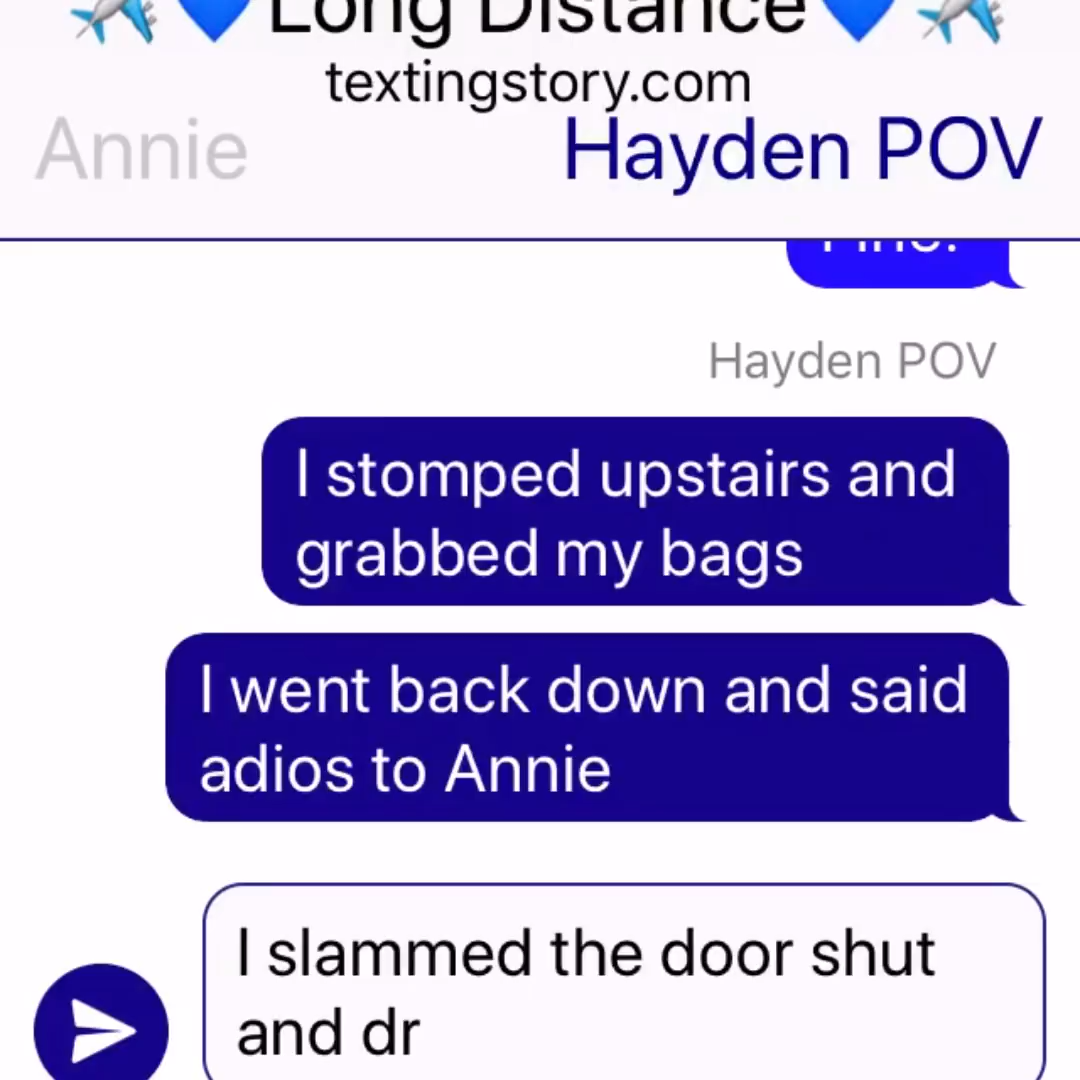 Long Distance
textingstory.com
Annie
Hayden POV
Hayden POV
I stomped upstairs and
grabbed my bags
I went back down and said
adios to Annie
I slammed the door shut
and dr